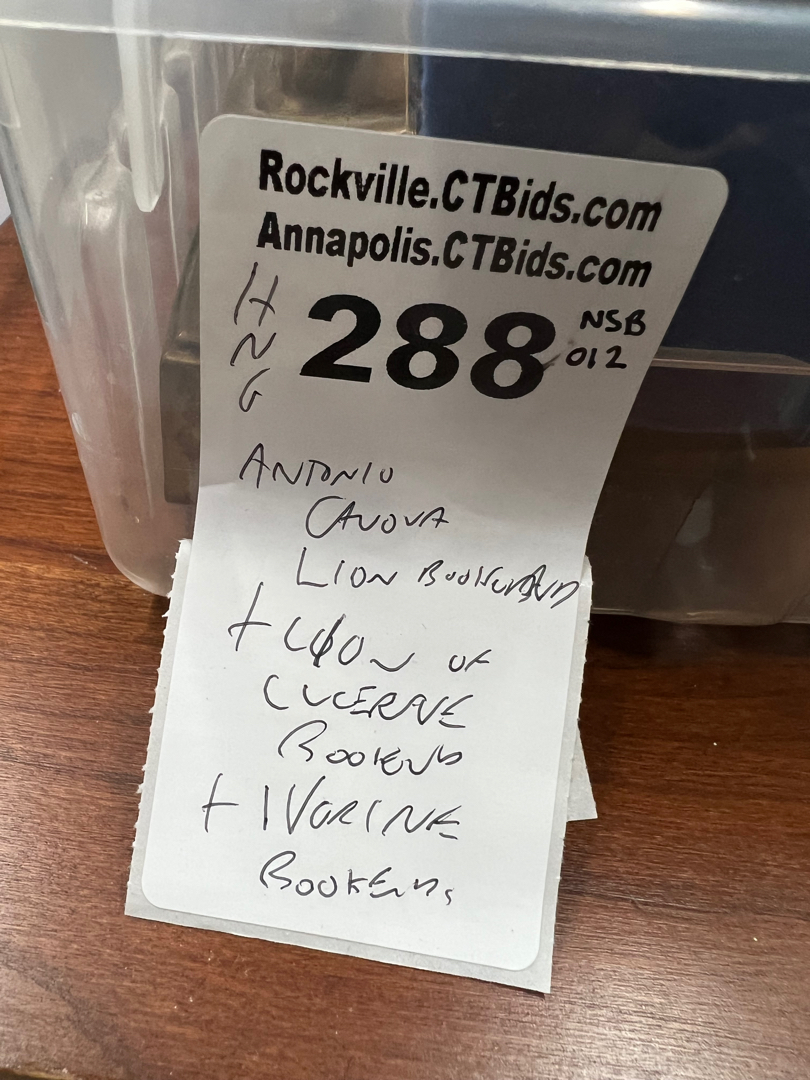 Rockville.CTBids.com
Annapolis.CTBids.com
HNG
288
NSB
012
ANTONIO
CANOVA
LION BOOKEND
+ LION OF
LUCERNE
BOOKENDS
+ IVORINE
BOOKENDS